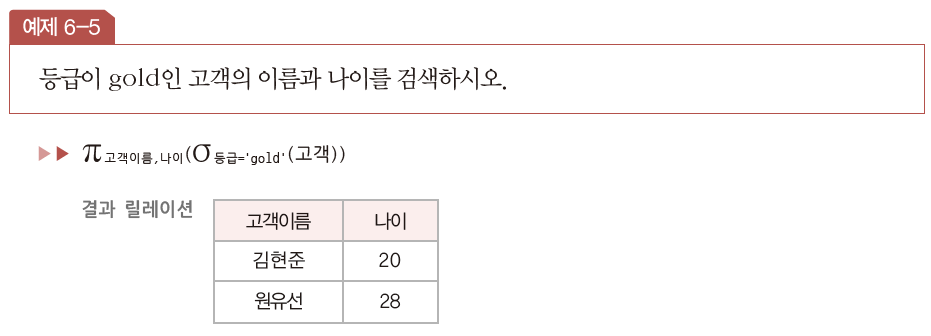 예제 6-5
등급이 gold인 고객의 이름과 나이를 검색하시오.
π고객이름,나이(σ등급='gold'(고객))
결과 릴레이션
고객이름 나이
김현준 20
원유선 28